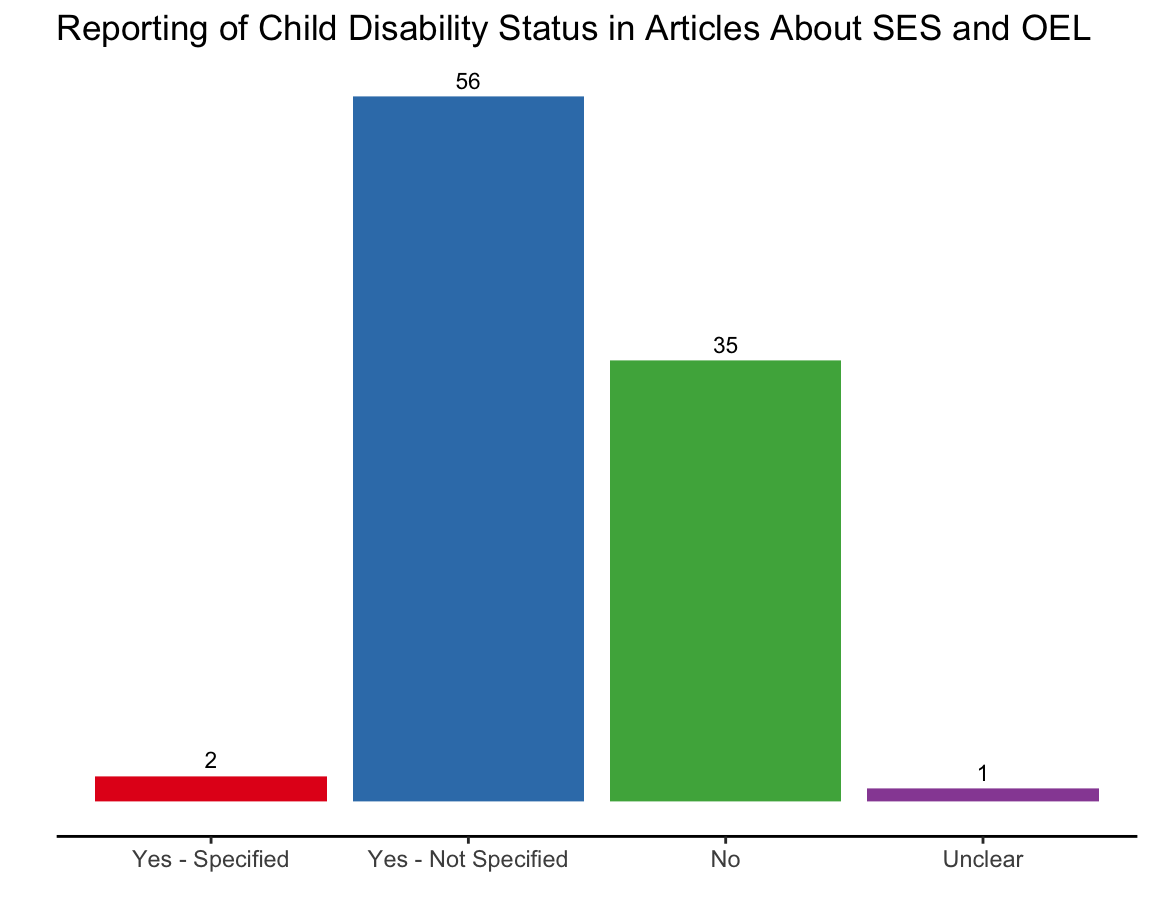 Reporting of Child Disability Status in Articles About SES and OEL
56
35
2
1
Yes - Specified
Yes - Not Specified
No
Unclear